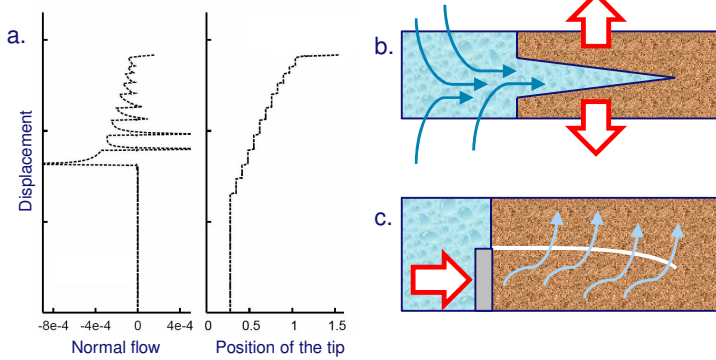 a.
Displacement
-8e-4 -4e-4 0 4e-4
Normal flow
0 0.5 1 1.5
Position of the tip
b.
c.